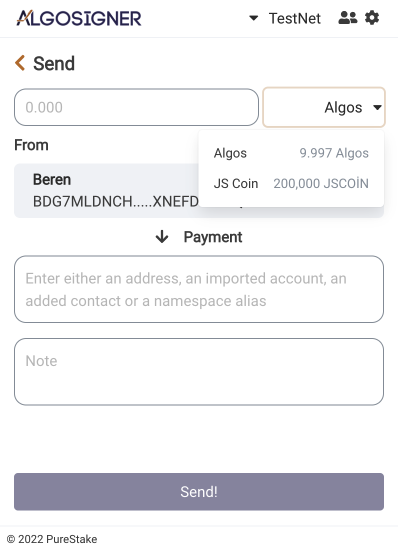 ALGOSIGNER
TestNet
Send
0.000
Algos
Algos 9.997 Algos
JS Coin 200,000 JSCOİN
From
Beren
BDG7MLDNCH.....XNEFD
Payment
Enter either an address, an imported account, an
added contact or a namespace alias
Note
Send!
© 2022 PureStake